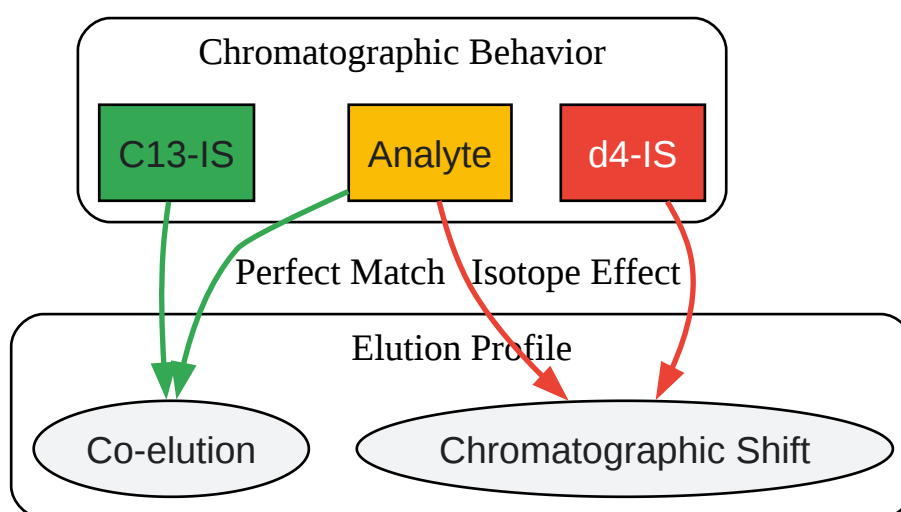 Chromatographic Behavior
C13-IS
Analyte
d4-IS
Perfect Match
Isotope Effect
Elution Profile
Co-elution
Chromatographic Shift